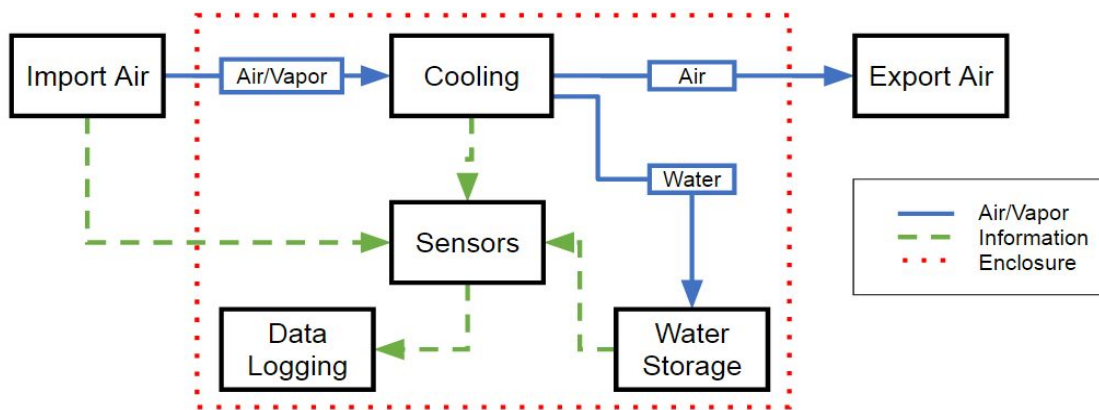 Import Air
Air/Vapor
Cooling
Air
Export Air
Water
Sensors
Data
Logging
Water
Storage
Air/Vapor
Information
Enclosure